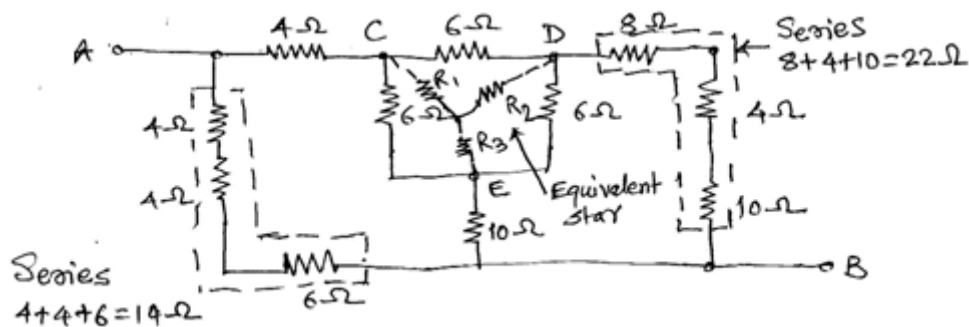 4Ω
C
6Ω
D
8Ω
Series
8+4+10=22Ω
A
R1
R2
6Ω
6Ω
4Ω
4Ω
R3
4Ω
E
Equivalent
star
10Ω
10Ω
B
Series
4+4+6=14Ω
6Ω